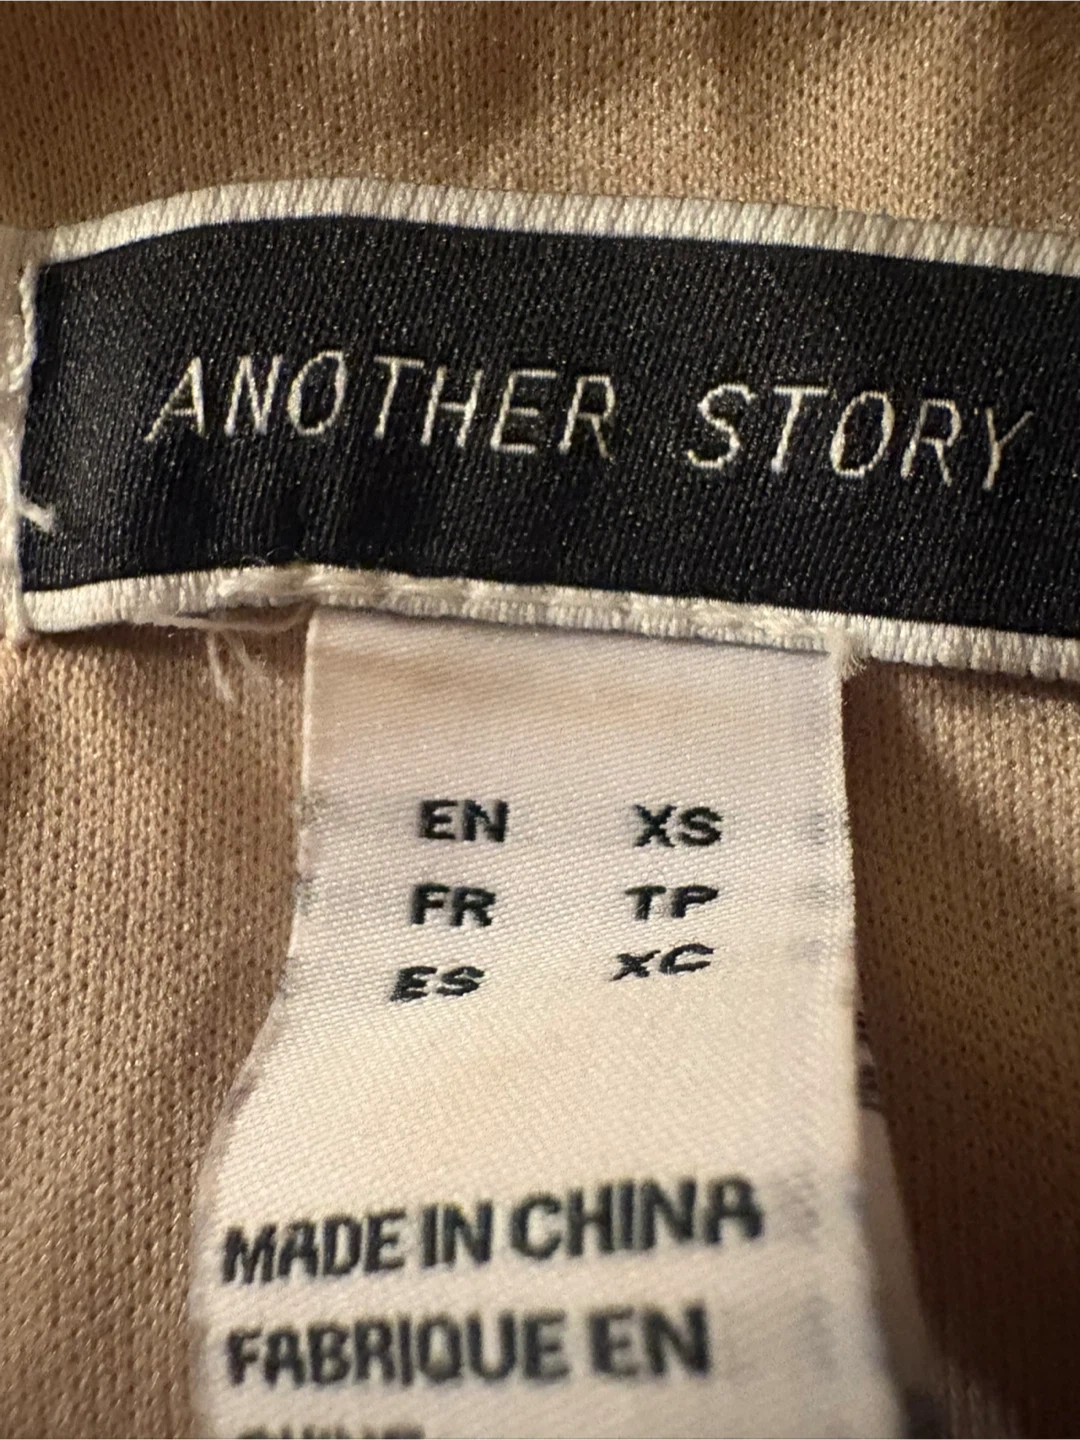 ANOTHER STORY
EN XS
FR TP
ES XC
MADE IN CHINA
FABRIQUE EN